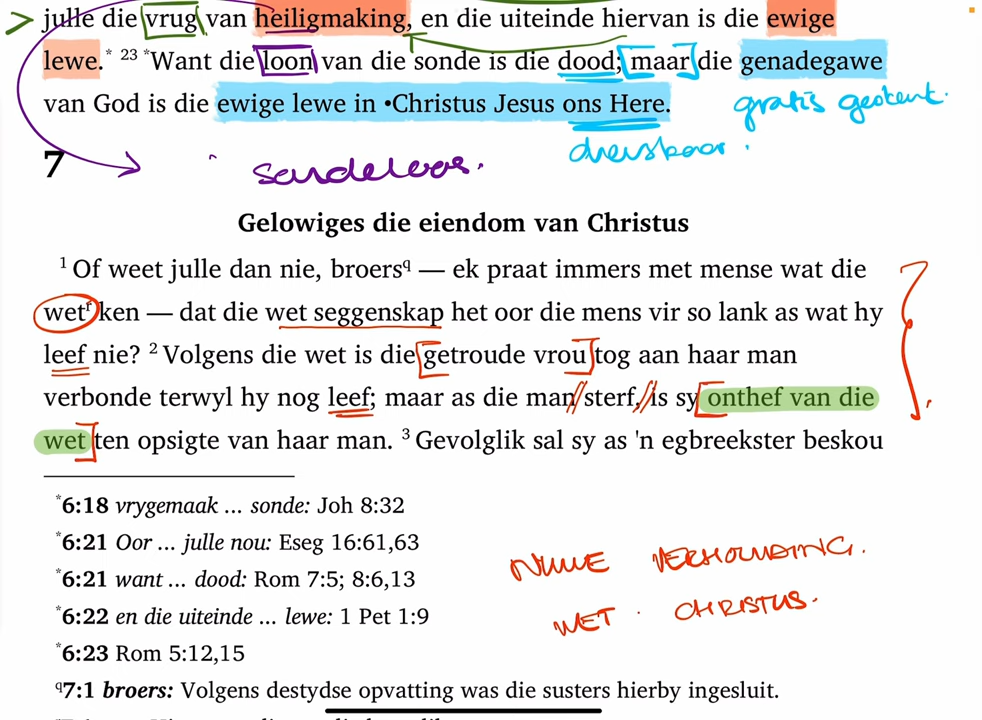 julle die vrug van heiligmaking, en die uiteinde hiervan is die ewige
lewe.* 23 *Want die loon van die sonde is die dood; maar die genadegawe
van God is die ewige lewe in •Christus Jesus ons Here.
gratis
7
Gelowiges die eiendom van Christus
1 Of weet julle dan nie, broersq — ek praat immers met mense wat die
wetr ken — dat die wet seggenskap het oor die mens vir so lank as wat hy
leef nie? 2 Volgens die wet is die getroude vrou tog aan haar man
verbonde terwyl hy nog leef; maar as die man sterf, is sy onthef van die
wet ten opsigte van haar man. 3 Gevolglik sal sy as 'n egbreekster beskou
*6:18 vrygemaak ... sonde: Joh 8:32
*6:21 Oor ... julle nou: Eseg 16:61,63
*6:21 want ... dood: Rom 7:5; 8:6,13
*6:22 en die uiteinde ... lewe: 1 Pet 1:9
*6:23 Rom 5:12,15
NUWE VERHOUDING.
WET · CHRISTUS.
q7:1 broers: Volgens destydse opvatting was die susters hierby ingesluit.